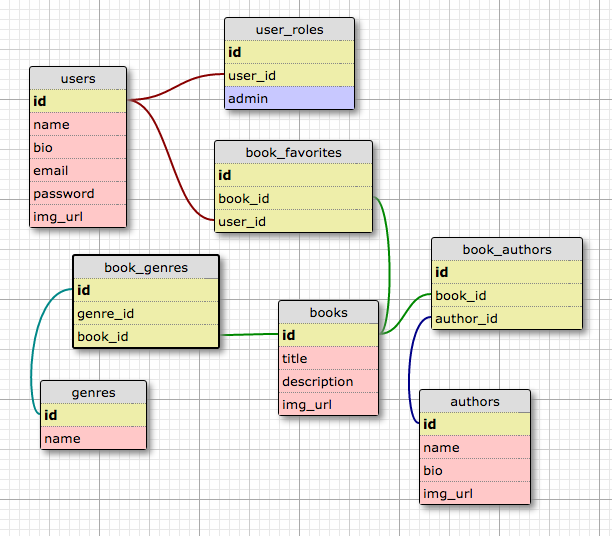 user_roles
id
user_id
admin
users
id
name
bio
email
password
img_url
book_favorites
id
book_id
user_id
book_authors
id
book_id
author_id
book_genres
id
genre_id
book_id
books
id
title
description
img_url
genres
id
name
authors
id
name
bio
img_url